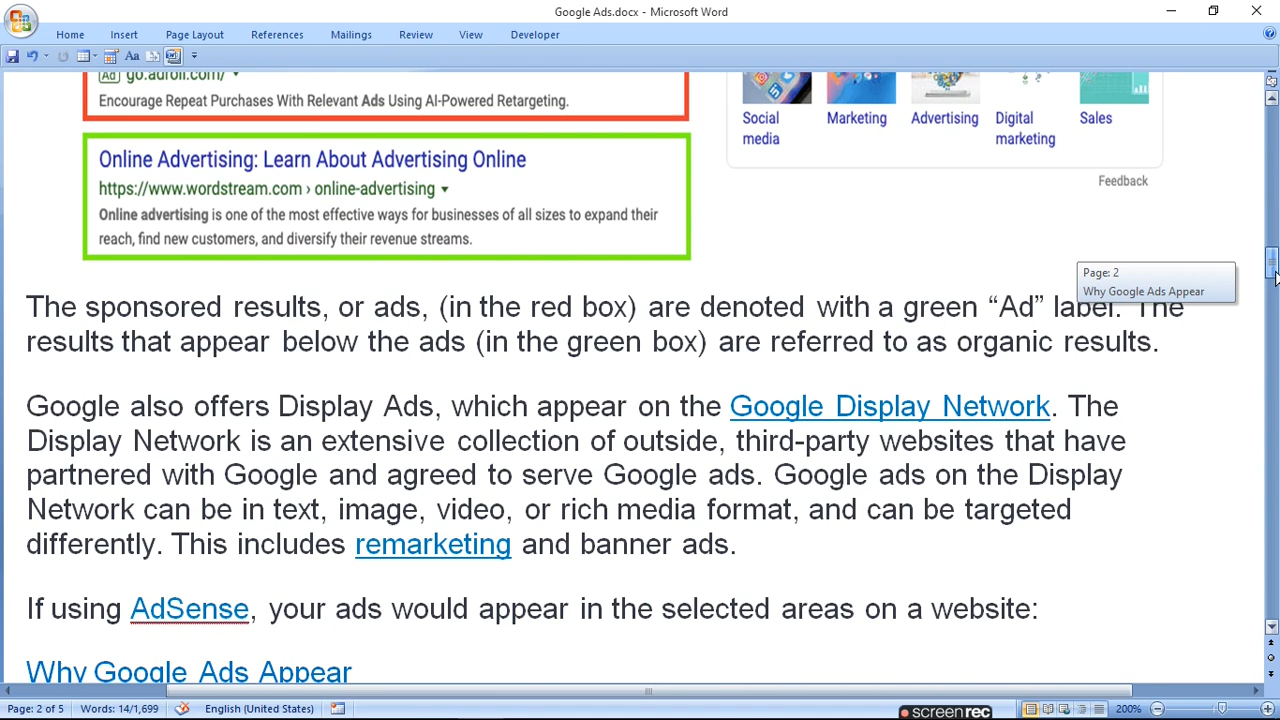 Google Ads.docx - Microsoft Word
Home Insert Page Layout References Mailings Review View Developer
Aa
Ad go.adroll.com/
Encourage Repeat Purchases With Relevant Ads Using AI-Powered Retargeting.
Social media
Marketing
Advertising
Digital marketing
Sales
Feedback
Online Advertising: Learn About Advertising Online
https://www.wordstream.com › online-advertising
Online advertising is one of the most effective ways for businesses of all sizes to expand their
reach, find new customers, and diversify their revenue streams.
Page: 2
Why Google Ads Appear
The sponsored results, or ads, (in the red box) are denoted with a green “Ad” label. The
results that appear below the ads (in the green box) are referred to as organic results.
Google also offers Display Ads, which appear on the Google Display Network. The
Display Network is an extensive collection of outside, third-party websites that have
partnered with Google and agreed to serve Google ads. Google ads on the Display
Network can be in text, image, video, or rich media format, and can be targeted
differently. This includes remarketing and banner ads.
If using AdSense, your ads would appear in the selected areas on a website:
Why Google Ads Appear
Page: 2 of 5 Words: 14/1,699 English (United States) 200%
screenrec